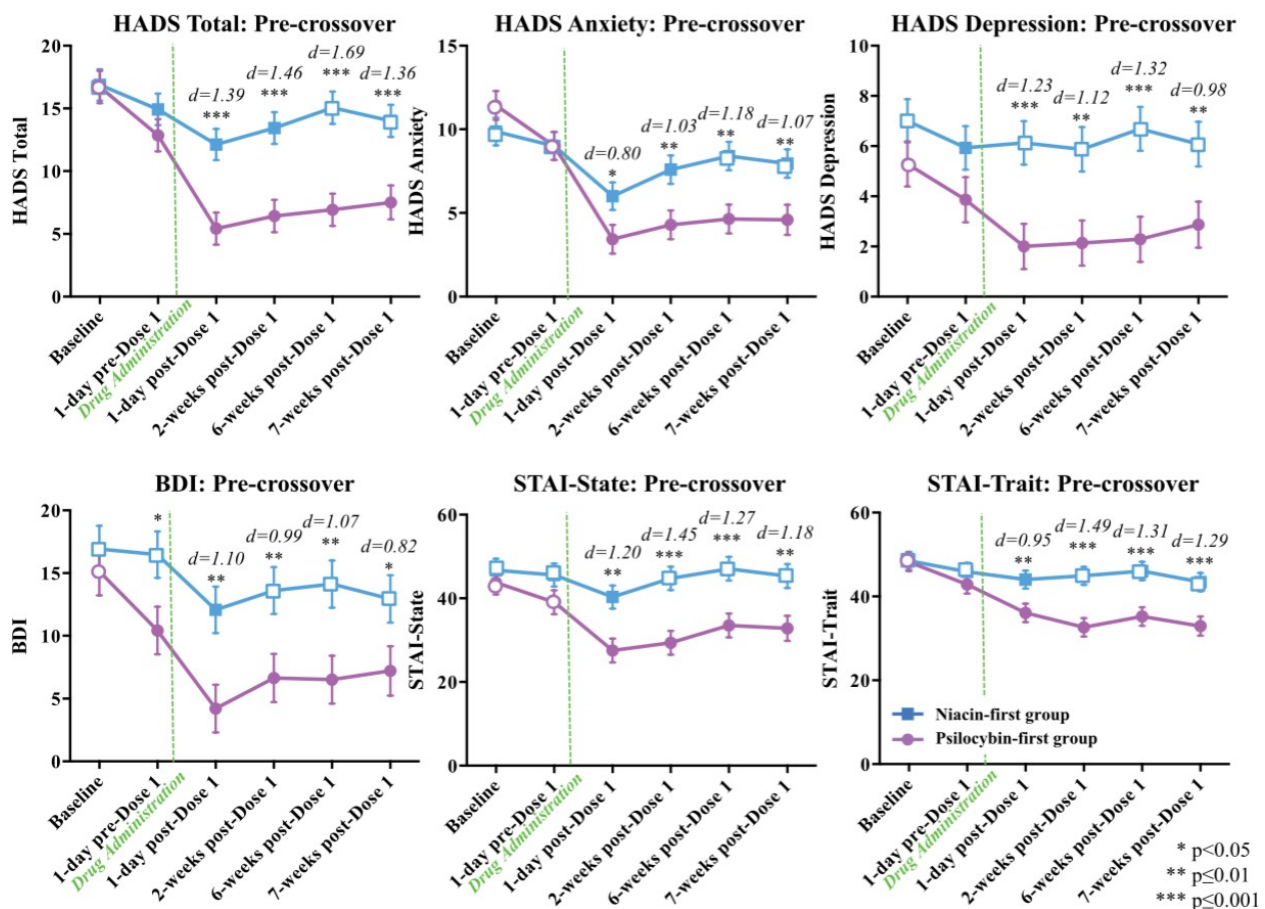 HADS Total: Pre-crossover
HADS Total
20
15
10
5
0
d=1.39
***
d=1.46
***
d=1.69
***
d=1.36
***
Baseline
1-day pre-Dose 1
Drug Administration
1-day post-Dose 1
2-weeks post-Dose 1
6-weeks post-Dose 1
7-weeks post-Dose 1
HADS Anxiety: Pre-crossover
HADS Anxiety
15
10
5
0
d=0.80
*
d=1.03
**
d=1.18
**
d=1.07
**
Baseline
1-day pre-Dose 1
Drug Administration
1-day post-Dose 1
2-weeks post-Dose 1
6-weeks post-Dose 1
7-weeks post-Dose 1
HADS Depression: Pre-crossover
HADS Depression
10
8
6
4
2
0
d=1.23
***
d=1.12
**
d=1.32
***
d=0.98
**
Baseline
1-day pre-Dose 1
Drug Administration
1-day post-Dose 1
2-weeks post-Dose 1
6-weeks post-Dose 1
7-weeks post-Dose 1
BDI: Pre-crossover
BDI
20
15
10
5
0
*
d=1.10
**
d=0.99
**
d=1.07
**
d=0.82
*
Baseline
1-day pre-Dose 1
Drug Administration
1-day post-Dose 1
2-weeks post-Dose 1
6-weeks post-Dose 1
7-weeks post-Dose 1
STAI-State: Pre-crossover
STAI-State
60
40
20
0
d=1.20
**
d=1.45
***
d=1.27
***
d=1.18
**
Baseline
1-day pre-Dose 1
Drug Administration
1-day post-Dose 1
2-weeks post-Dose 1
6-weeks post-Dose 1
7-weeks post-Dose 1
STAI-Trait: Pre-crossover
STAI-Trait
60
40
20
0
d=0.95
**
d=1.49
***
d=1.31
***
d=1.29
***
Niacin-first group
Psilocybin-first group
Baseline
1-day pre-Dose 1
Drug Administration
1-day post-Dose 1
2-weeks post-Dose 1
6-weeks post-Dose 1
7-weeks post-Dose 1
* p<0.05
** p≤0.01
*** p≤0.001